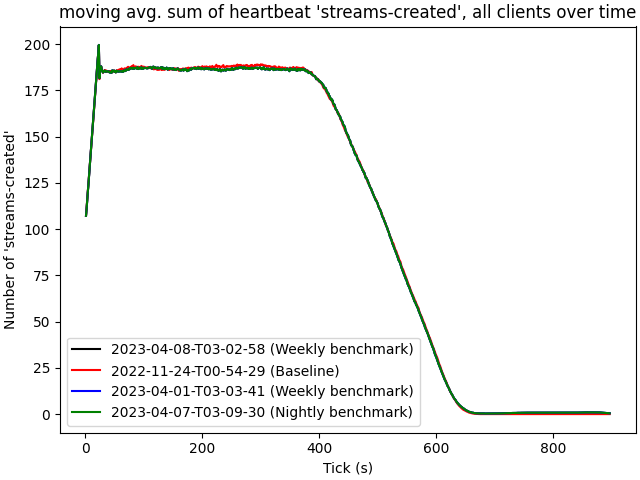 moving avg. sum of heartbeat 'streams-created', all clients over time
Number of 'streams-created'
200
175
150
125
100
75
50
25
0
2023-04-08-T03-02-58 (Weekly benchmark)
2022-11-24-T00-54-29 (Baseline)
2023-04-01-T03-03-41 (Weekly benchmark)
2023-04-07-T03-09-30 (Nightly benchmark)
0 200 400 600 800
Tick (s)